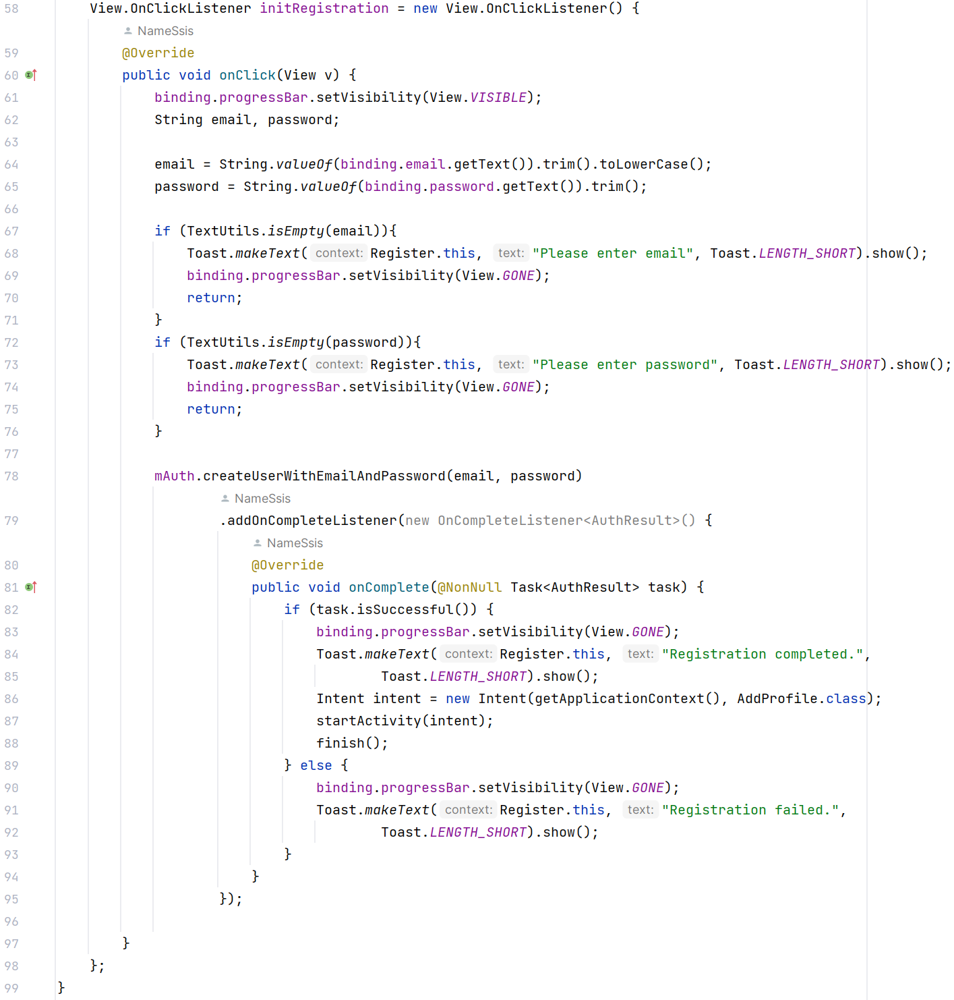 58 View.OnClickListener initRegistration = new View.OnClickListener() {
NameSsis
59 @Override
60 public void onClick(View v) {
61 binding.progressBar.setVisibility(View.VISIBLE);
62 String email, password;
63
64 email = String.valueOf(binding.email.getText()).trim().toLowerCase();
65 password = String.valueOf(binding.password.getText()).trim();
66
67 if (TextUtils.isEmpty(email)){
68 Toast.makeText( context: Register.this, text: "Please enter email", Toast.LENGTH_SHORT).show();
69 binding.progressBar.setVisibility(View.GONE);
70 return;
71 }
72 if (TextUtils.isEmpty(password)){
73 Toast.makeText( context: Register.this, text: "Please enter password", Toast.LENGTH_SHORT).show();
74 binding.progressBar.setVisibility(View.GONE);
75 return;
76 }
77
78 mAuth.createUserWithEmailAndPassword(email, password)
NameSsis
79 .addOnCompleteListener(new OnCompleteListener<AuthResult>() {
NameSsis
80 @Override
81 public void onComplete(@NonNull Task<AuthResult> task) {
82 if (task.isSuccessful()) {
83 binding.progressBar.setVisibility(View.GONE);
84 Toast.makeText( context: Register.this, text: "Registration completed.",
85 Toast.LENGTH_SHORT).show();
86 Intent intent = new Intent(getApplicationContext(), AddProfile.class);
87 startActivity(intent);
88 finish();
89 } else {
90 binding.progressBar.setVisibility(View.GONE);
91 Toast.makeText( context: Register.this, text: "Registration failed.",
92 Toast.LENGTH_SHORT).show();
93 }
94 }
95 });
96
97 }
98 };
99 }